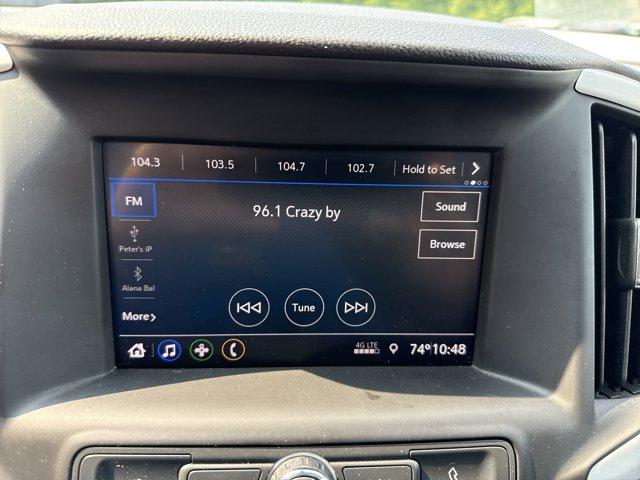 104.3 103.5 104.7 102.7 Hold to Set
FM
96.1 Crazy by
Sound
Peter's iP
Browse
Alana Bal
More
Tune
4G LTE
74° 10:48